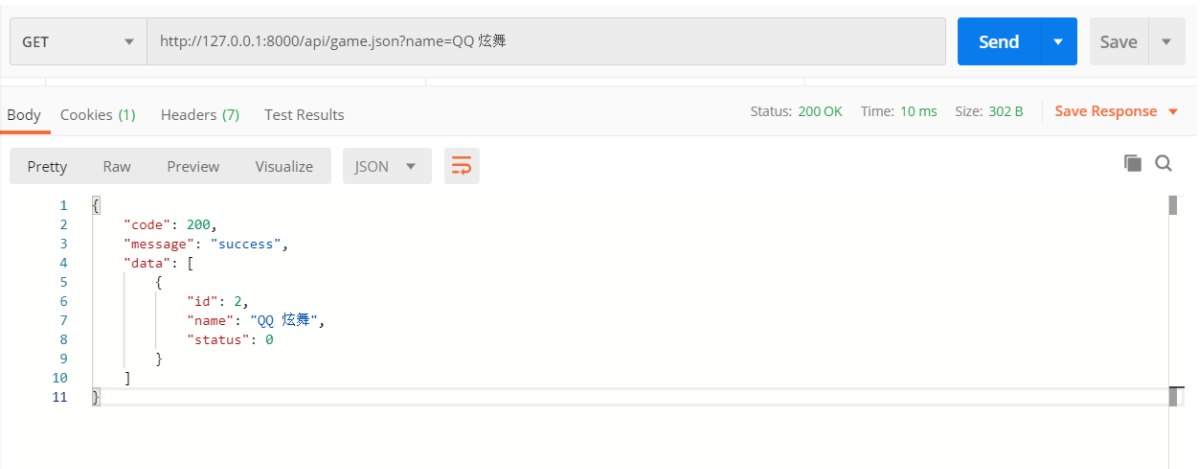 GET http://127.0.0.1:8000/api/game.json?name=QQ 炫舞 Send Save
Body Cookies (1) Headers (7) Test Results Status: 200 OK Time: 10 ms Size: 302 B Save Response
Pretty Raw Preview Visualize JSON
1 {
2 "code": 200,
3 "message": "success",
4 "data": [
5 {
6 "id": 2,
7 "name": "QQ 炫舞",
8 "status": 0
9 }
10 ]
11 }